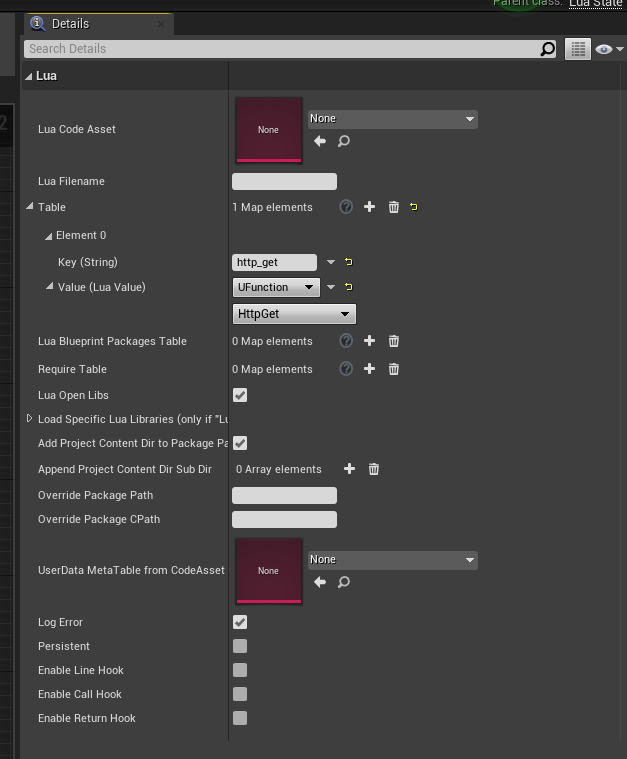 Parent class: Lua State
Details
Search Details
Lua
Lua Code Asset
None
None
Lua Filename
Table
1 Map elements
Element 0
Key (String)
http_get
Value (Lua Value)
UFunction
HttpGet
Lua Blueprint Packages Table
0 Map elements
Require Table
0 Map elements
Lua Open Libs
Load Specific Lua Libraries (only if "Lu
Add Project Content Dir to Package Pa
Append Project Content Dir Sub Dir
0 Array elements
Override Package Path
Override Package CPath
UserData MetaTable from CodeAsset
None
None
Log Error
Persistent
Enable Line Hook
Enable Call Hook
Enable Return Hook